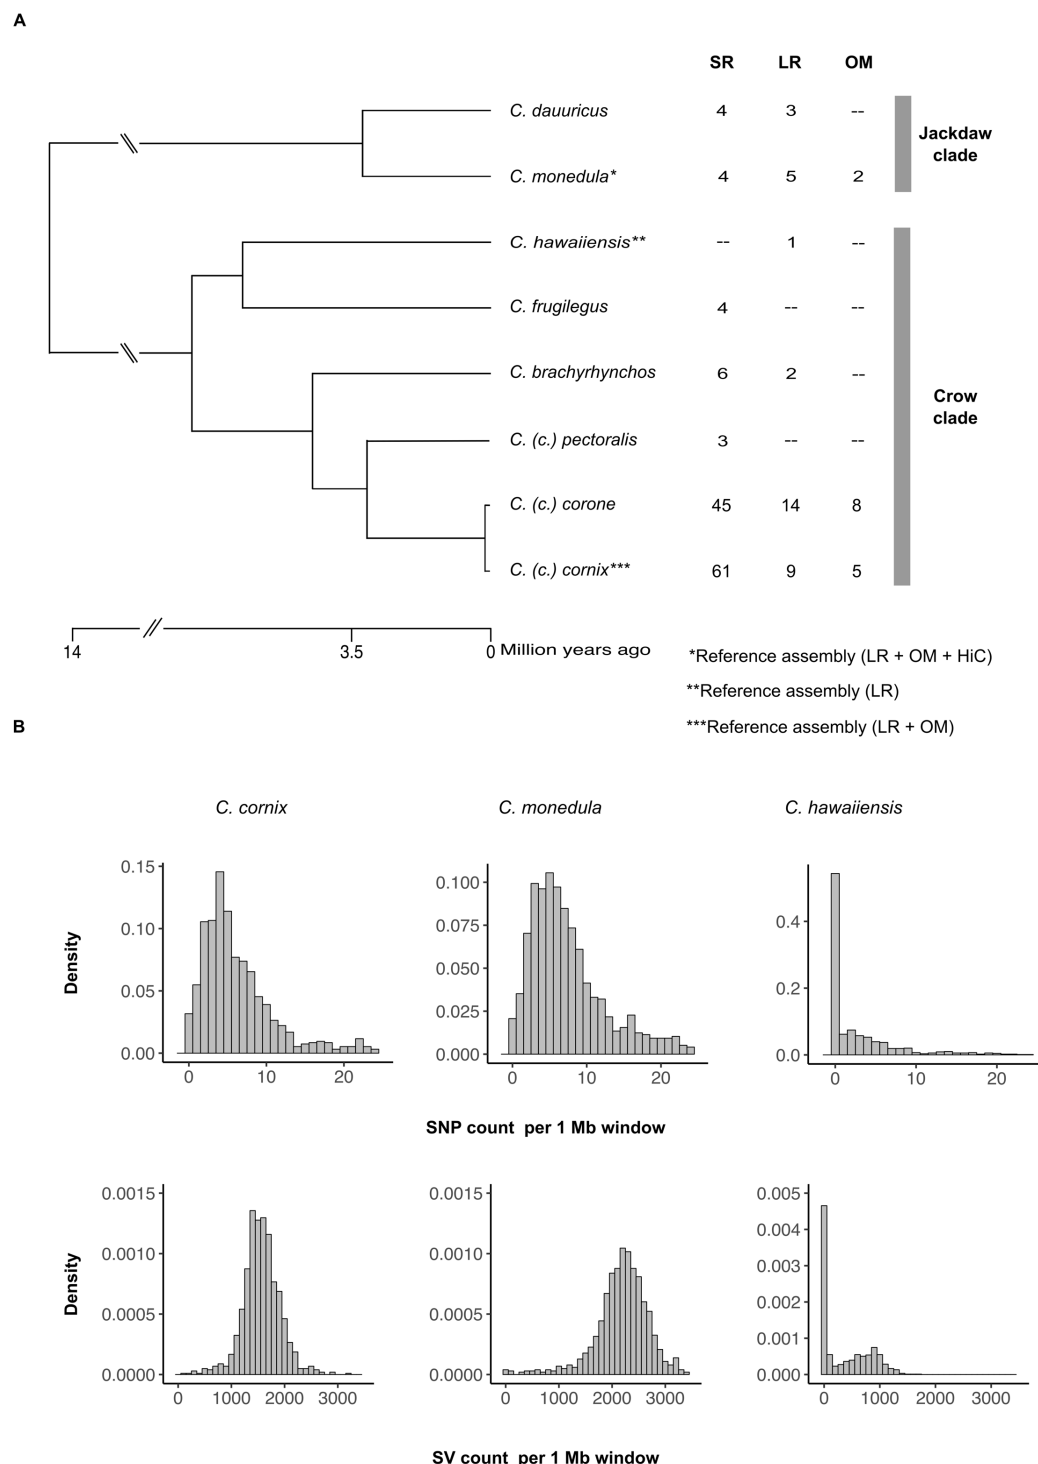 A
SR LR OM
C. dauuricus 4 3 --
Jackdaw
clade
C. monedula* 4 5 2
C. hawaiiensis** -- 1 --
C. frugilegus 4 -- --
C. brachyrhynchos 6 2 --
Crow
clade
C. (c.) pectoralis 3 -- --
C. (c.) corone 45 14 8
C. (c.) cornix*** 61 9 5
14 3.5 0 Million years ago
*Reference assembly (LR + OM + HiC)
**Reference assembly (LR)
***Reference assembly (LR + OM)
B
C. cornix C. monedula C. hawaiiensis
Density
0.15
0.10
0.05
0.00
0 10 20
0.100
0.075
0.050
0.025
0.000
0 10 20
0.4
0.2
0.0
0 10 20
SNP count per 1 Mb window
Density
0.0015
0.0010
0.0005
0.0000
0 1000 2000 3000
0.0015
0.0010
0.0005
0.0000
0 1000 2000 3000
0.005
0.004
0.003
0.002
0.001
0.000
0 1000 2000 3000
SV count per 1 Mb window